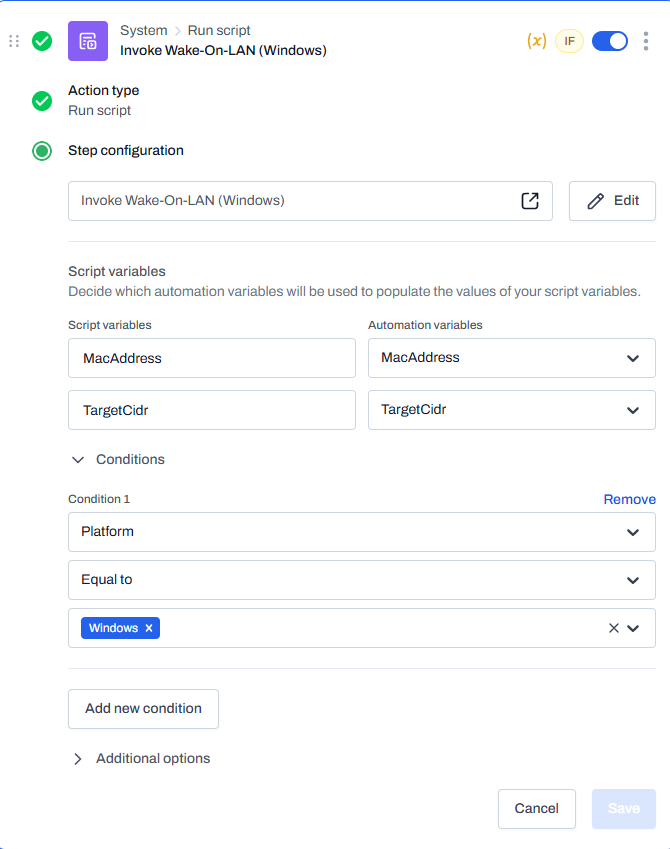 System > Run script
Invoke Wake-On-LAN (Windows)
(x) IF
Action type
Run script
Step configuration
Invoke Wake-On-LAN (Windows)
Edit
Script variables
Decide which automation variables will be used to populate the values of your script variables.
Script variables
Automation variables
MacAddress
MacAddress
TargetCidr
TargetCidr
Conditions
Condition 1
Remove
Platform
Equal to
Windows ×
Add new condition
Additional options
Cancel
Save